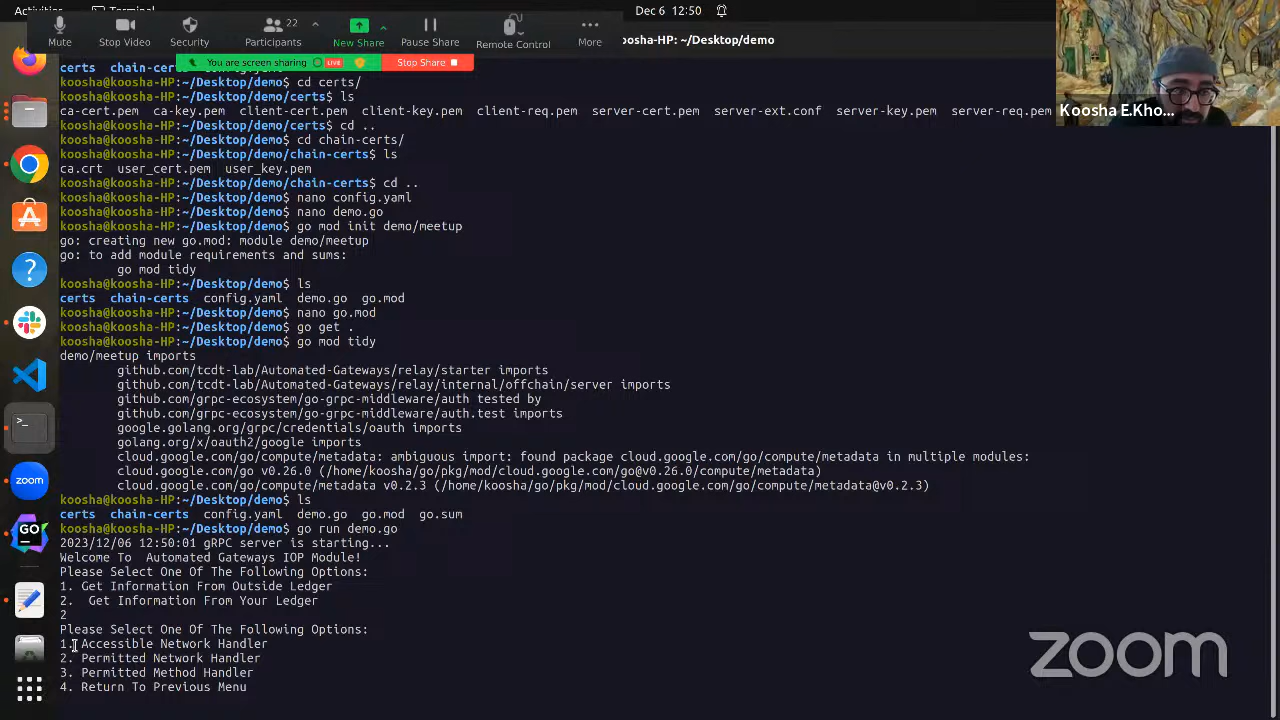 Activities
Terminal
Dec 6 12:50
Mute
Stop Video
Security
Participants
22
New Share
Pause Share
Remote Control
More
oosha-HP: ~/Desktop/demo
You are screen sharing
LIVE
Stop Share
Koosha E.Kho...
certs chain-certs
koosha@koosha-HP:~/Desktop/demo$ cd certs/
koosha@koosha-HP:~/Desktop/demo/certs$ ls
ca-cert.pem ca-key.pem client-cert.pem client-key.pem client-req.pem server-cert.pem server-ext.conf server-key.pem server-req.pem
koosha@koosha-HP:~/Desktop/demo/certs$ cd ..
koosha@koosha-HP:~/Desktop/demo$ cd chain-certs/
koosha@koosha-HP:~/Desktop/demo/chain-certs$ ls
ca.crt user_cert.pem user_key.pem
koosha@koosha-HP:~/Desktop/demo/chain-certs$ cd ..
koosha@koosha-HP:~/Desktop/demo$ nano config.yaml
koosha@koosha-HP:~/Desktop/demo$ nano demo.go
koosha@koosha-HP:~/Desktop/demo$ go mod init demo/meetup
go: creating new go.mod: module demo/meetup
go: to add module requirements and sums:
go mod tidy
koosha@koosha-HP:~/Desktop/demo$ ls
certs chain-certs config.yaml demo.go go.mod
koosha@koosha-HP:~/Desktop/demo$ nano go.mod
koosha@koosha-HP:~/Desktop/demo$ go get .
koosha@koosha-HP:~/Desktop/demo$ go mod tidy
demo/meetup imports
github.com/tcdt-lab/Automated-Gateways/relay/starter imports
github.com/tcdt-lab/Automated-Gateways/relay/internal/offchain/server imports
github.com/grpc-ecosystem/go-grpc-middleware/auth tested by
github.com/grpc-ecosystem/go-grpc-middleware/auth.test imports
google.golang.org/grpc/credentials/oauth imports
golang.org/x/oauth2/google imports
cloud.google.com/go/compute/metadata: ambiguous import: found package cloud.google.com/go/compute/metadata in multiple modules:
cloud.google.com/go v0.26.0 (/home/koosha/go/pkg/mod/cloud.google.com/go@v0.26.0/compute/metadata)
cloud.google.com/go/compute/metadata v0.2.3 (/home/koosha/go/pkg/mod/cloud.google.com/go/compute/metadata@v0.2.3)
koosha@koosha-HP:~/Desktop/demo$ ls
certs chain-certs config.yaml demo.go go.mod go.sum
koosha@koosha-HP:~/Desktop/demo$ go run demo.go
2023/12/06 12:50:01 gRPC server is starting...
Welcome To  Automated Gateways IOP Module!
Please Select One Of The Following Options:
1. Get Information From Outside Ledger
2.  Get Information From Your Ledger
2
Please Select One Of The Following Options:
1. Accessible Network Handler
2. Permitted Network Handler
3. Permitted Method Handler
4. Return To Previous Menu
zoom
GO
zoom